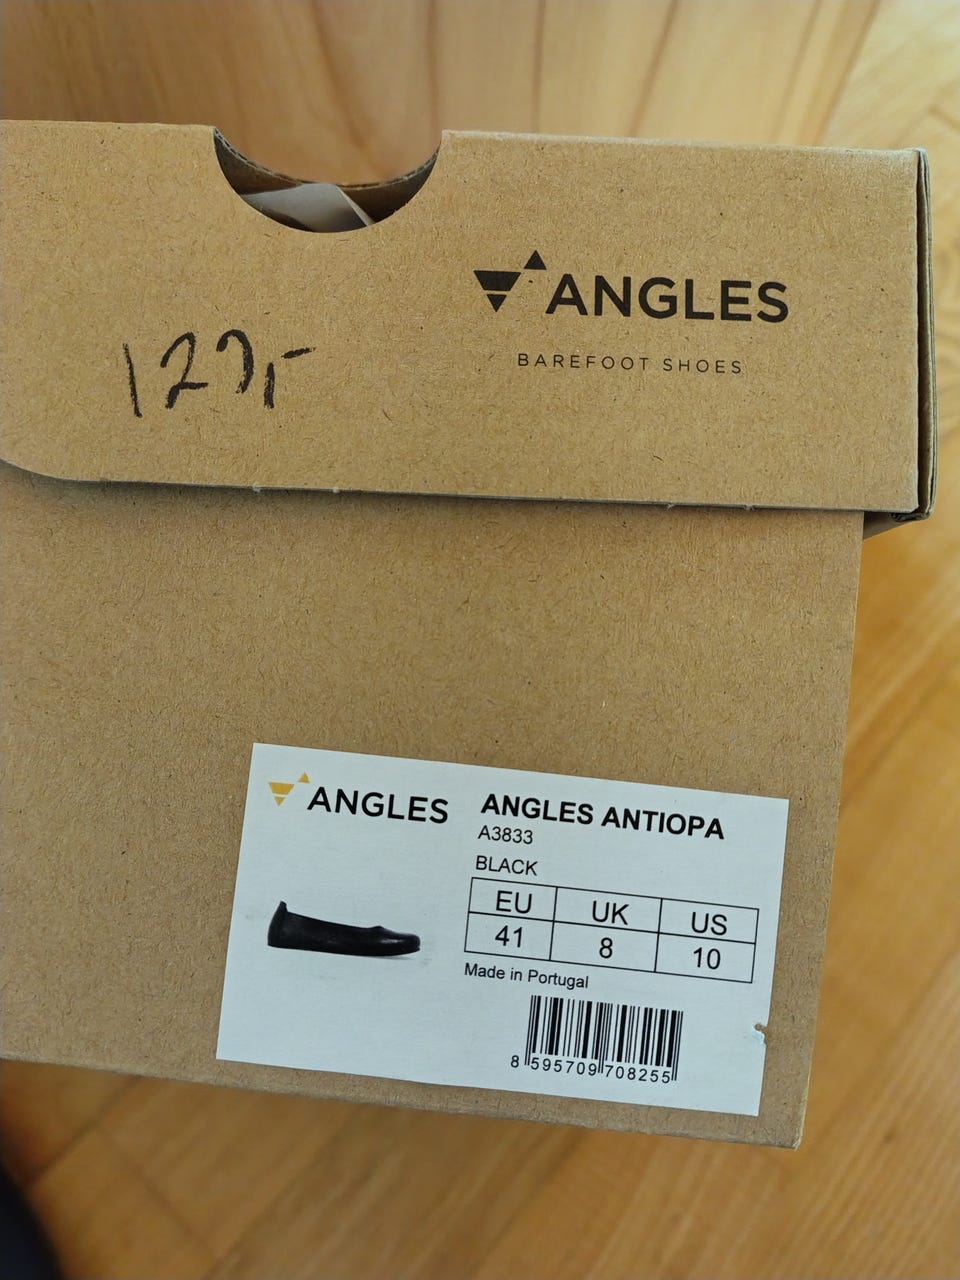 ANGLES
BAREFOOT SHOES
ANGLES
ANGLES ANTIOPA
A3833
BLACK
EU UK US
41 8 10
Made in Portugal
8 595709 708255